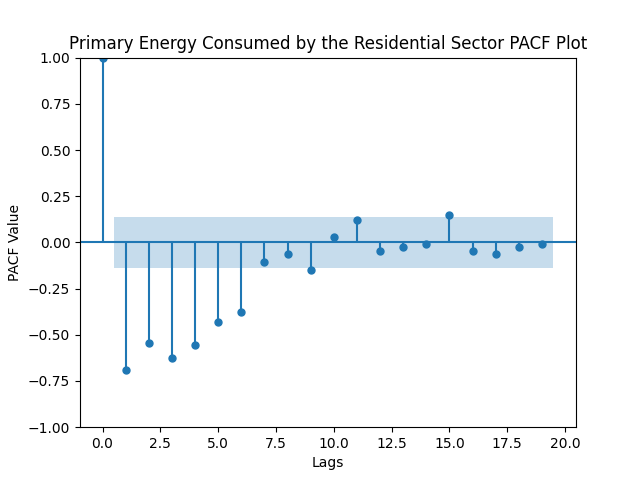 Primary Energy Consumed by the Residential Sector PACF Plot
1.00
0.75
0.50
0.25
0.00
−0.25
−0.50
−0.75
−1.00
PACF Value
0.0 2.5 5.0 7.5 10.0 12.5 15.0 17.5 20.0
Lags